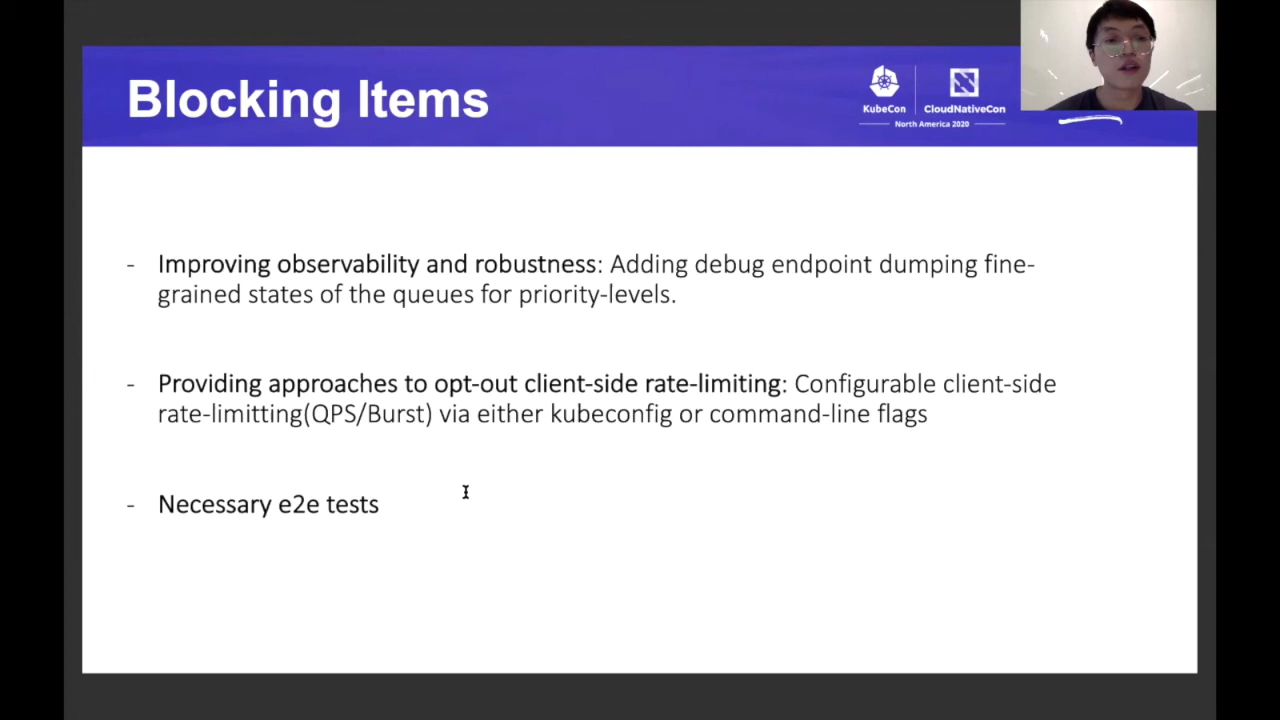 Blocking Items
KubeCon
CloudNativeCon
North America 2020
- Improving observability and robustness: Adding debug endpoint dumping fine-
grained states of the queues for priority-levels.
- Providing approaches to opt-out client-side rate-limiting: Configurable client-side
rate-limitting(QPS/Burst) via either kubeconfig or command-line flags
- Necessary e2e tests